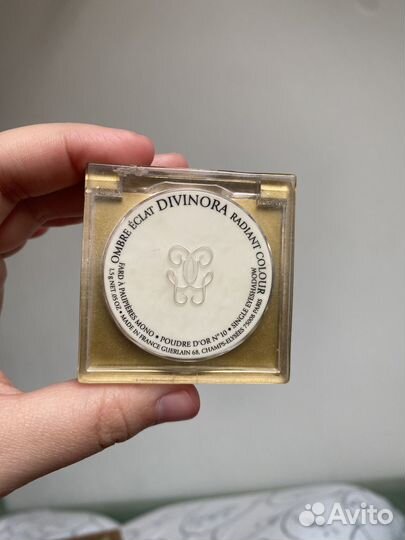 OMBRE ÉCLAT DIVINORA RADIANT COLOUR
FARD À PAUPIÈRES MONO • POUDRE D'OR N° 10 • SINGLE EYESHADOW
1,5 g NET .05 OZ • MADE IN FRANCE GUERLAIN 68, CHAMPS-ELYSÉES 75008 PARIS
Avito